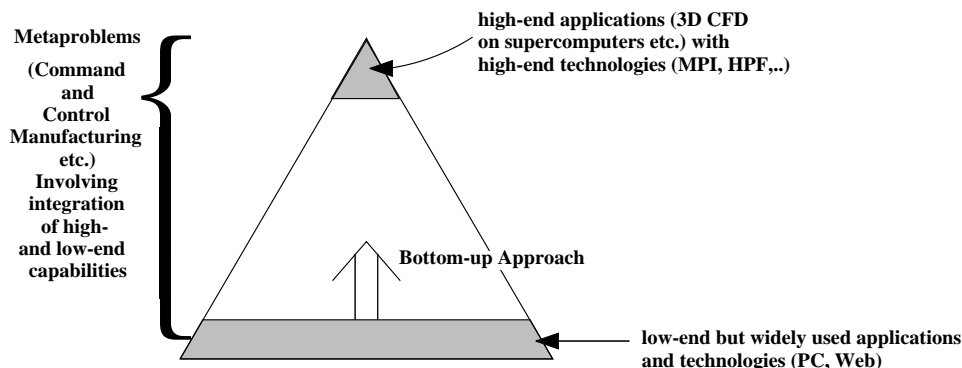 high-end applications (3D CFD
on supercomputers etc.) with
high-end technologies (MPI, HPF,..)
Metaproblems
(Command
and
Control
Manufacturing
etc.)
Involving
integration
of high-
and low-end
capabilities
Bottom-up Approach
low-end but widely used applications
and technologies (PC, Web)